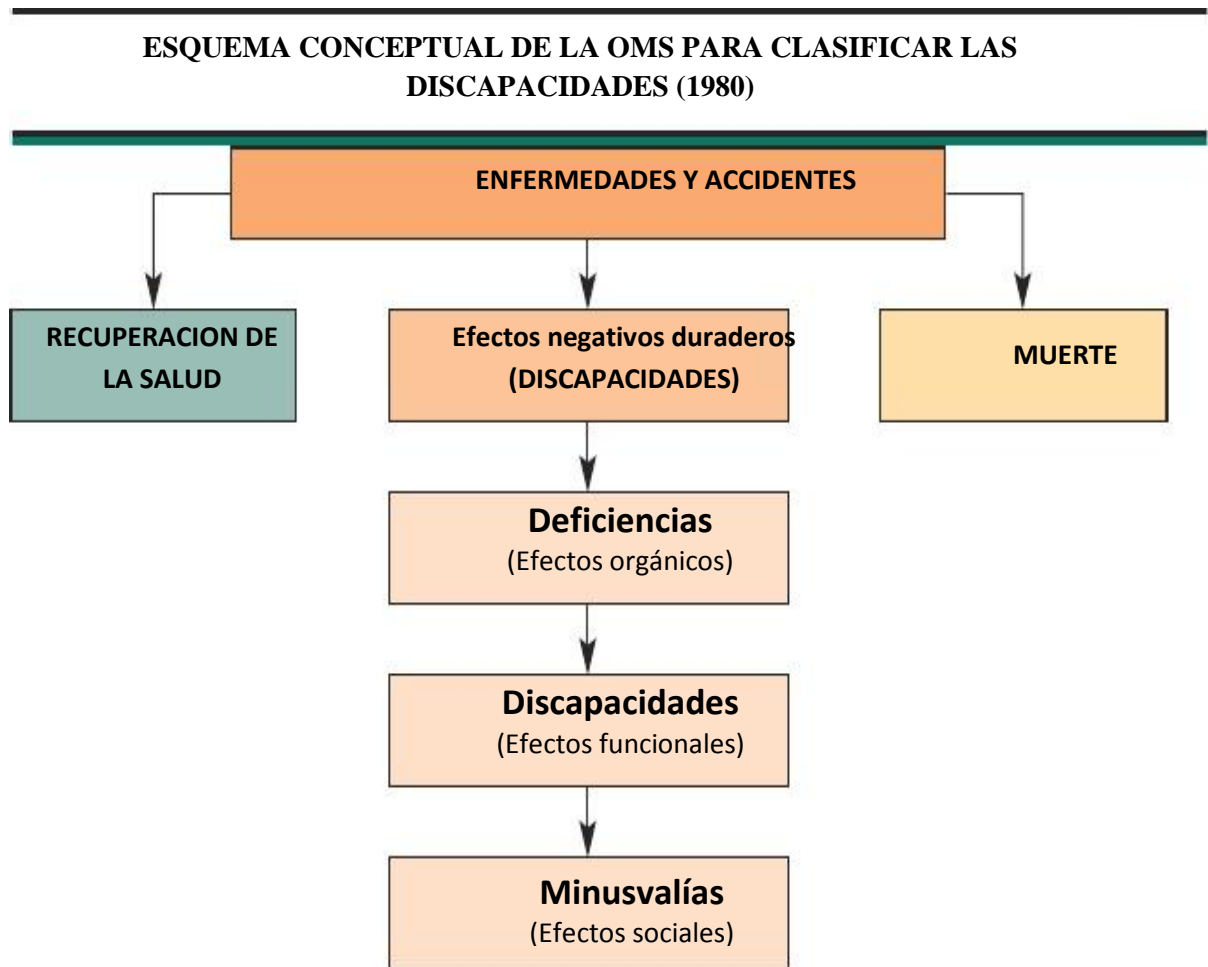 ESQUEMA CONCEPTUAL DE LA OMS PARA CLASIFICAR LAS
DISCAPACIDADES (1980)
ENFERMEDADES Y ACCIDENTES
RECUPERACION DE
LA SALUD
Efectos negativos duraderos
(DISCAPACIDADES)
MUERTE
Deficiencias
(Efectos orgánicos)
Discapacidades
(Efectos funcionales)
Minusvalías
(Efectos sociales)